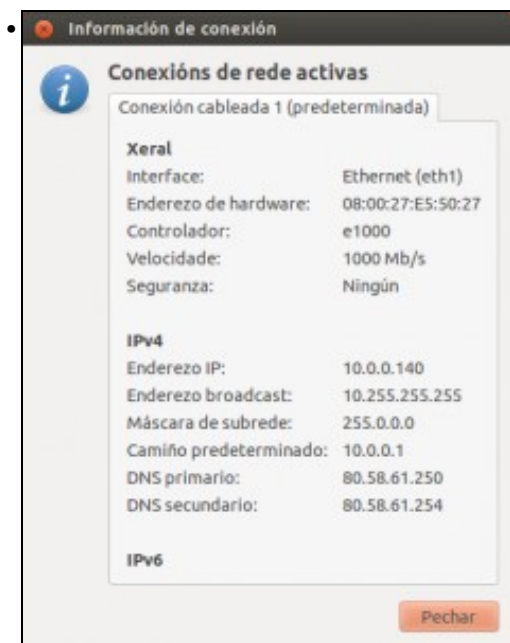 Información de conexión
Conexións de rede activas
Conexión cableada 1 (predeterminada)
Xeral
Interface: Ethernet (eth1)
Enderezo de hardware: 08:00:27:E5:50:27
Controlador: e1000
Velocidade: 1000 Mb/s
Seguranza: Ningún
IPv4
Enderezo IP: 10.0.0.140
Enderezo broadcast: 10.255.255.255
Máscara de subrede: 255.0.0.0
Camiño predeterminado: 10.0.0.1
DNS primario: 80.58.61.250
DNS secundario: 80.58.61.254
IPv6
Pechar